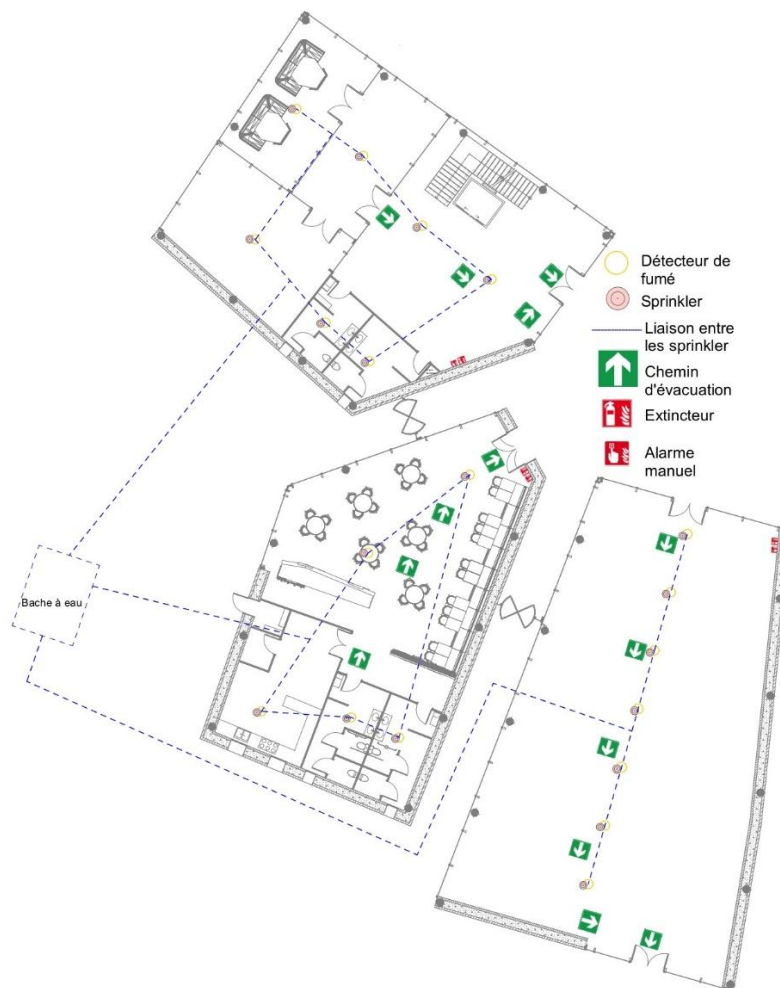 Détecteur de
fumé
Sprinkler
Liaison entre
les sprinkler
Chemin
d'évacuation
Extincteur
Alarme
manuel
Bache à eau